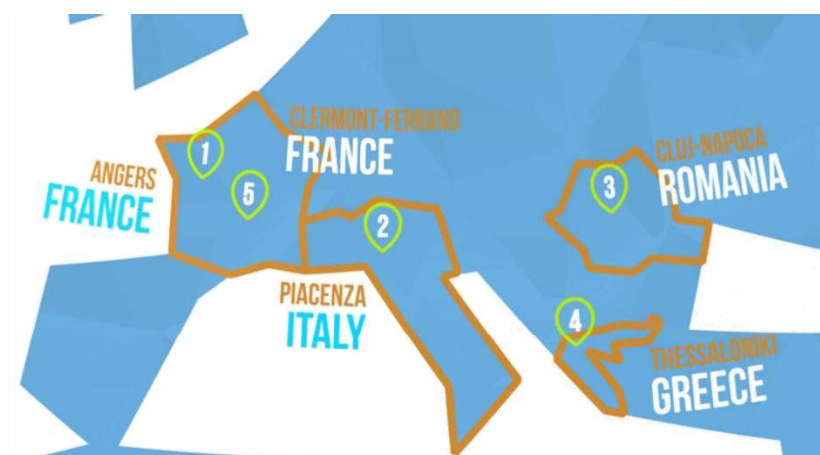 CLERMONT-FERRAND
FRANCE
1
ANGERS
FRANCE
5
2
PIACENZA
ITALY
3
CLUJ-NAPOCA
ROMANIA
4
THESSALONIKI
GREECE